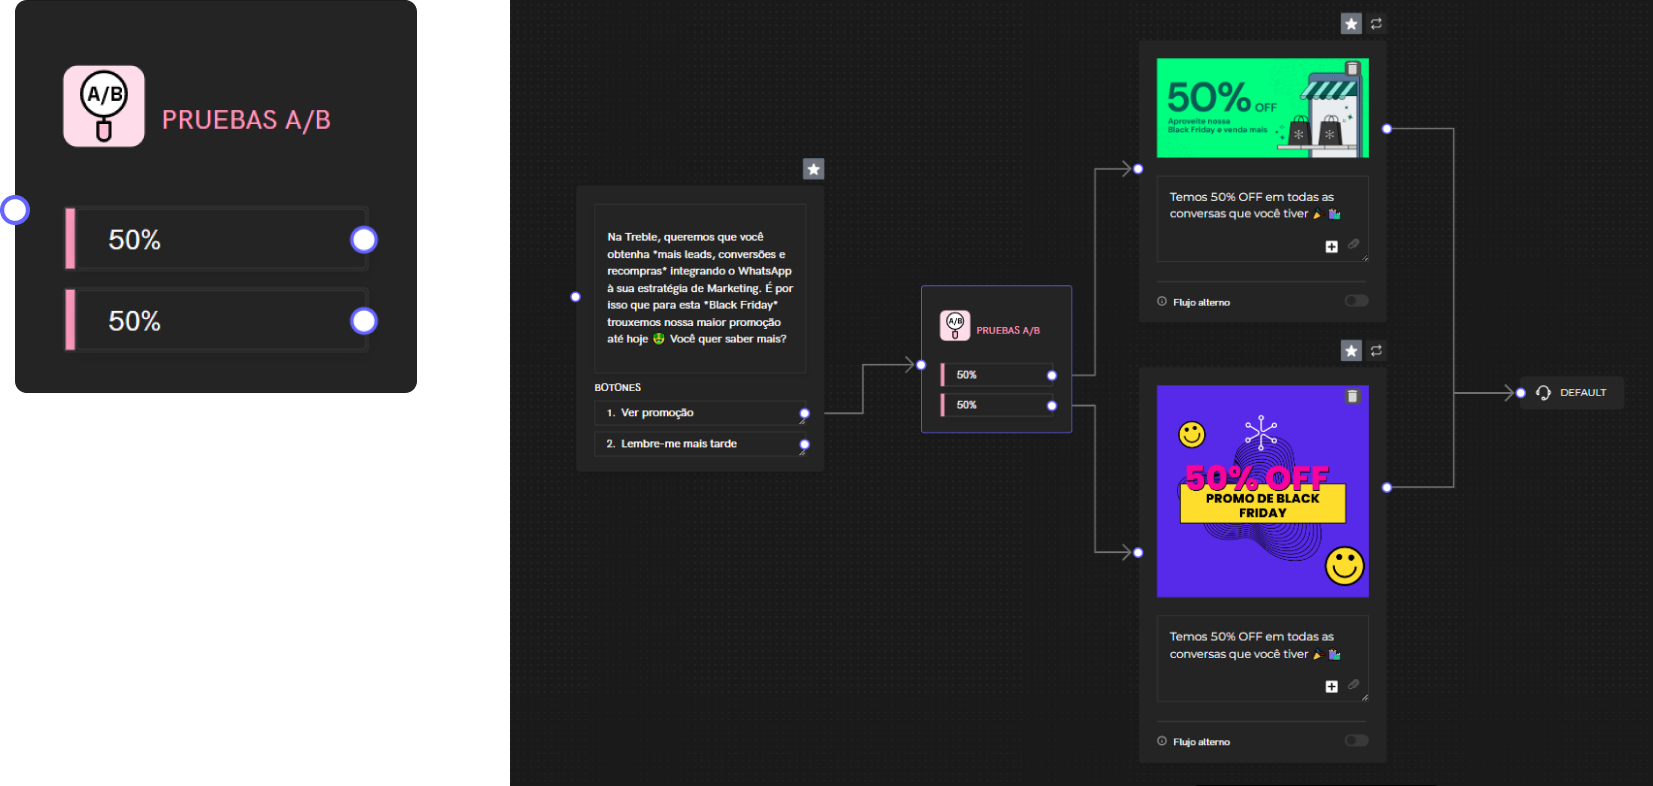 A/B
PRUEBAS A/B
50%
50%
Na Treble, queremos que você
obtenha *mais leads, conversões e
recompras* integrando o WhatsApp
à sua estratégia de Marketing. É por
isso que para esta *Black Friday*
trouxemos nossa maior promoção
até hoje 🤑 Você quer saber mais?
BOTONES
1. Ver promoção
2. Lembre-me mais tarde
A/B
PRUEBAS A/B
50%
50%
50% OFF
Aproveite nossa
Black Friday e venda mais
Temos 50% OFF em todas as
conversas que você tiver 🎉 🛍️
Flujo alterno
50% OFF
PROMO DE BLACK
FRIDAY
Temos 50% OFF em todas as
conversas que você tiver 🎉 🛍️
Flujo alterno
DEFAULT